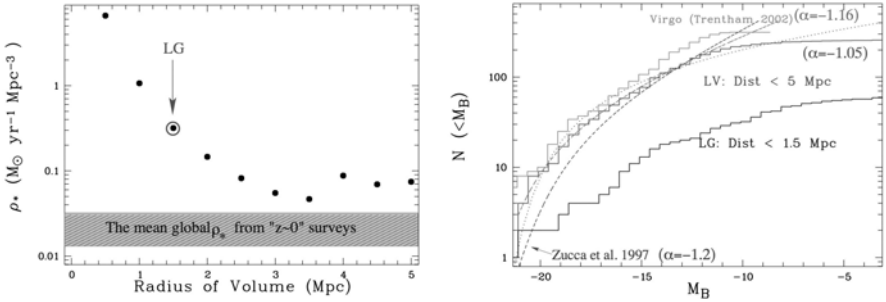 ρ* (M⊙ yr⁻¹ Mpc⁻³)
1
0.1
0.01
LG
The mean global ρ* from "z~0" surveys
0 1 2 3 4 5
Radius of Volume (Mpc)
N (<M_B)
100
10
1
Virgo (Trentham 2002) (α=−1.16)
(α=−1.05)
LV: Dist < 5 Mpc
LG: Dist < 1.5 Mpc
Zucca et al. 1997 (α=−1.2)
−20 −15 −10 −5
M_B